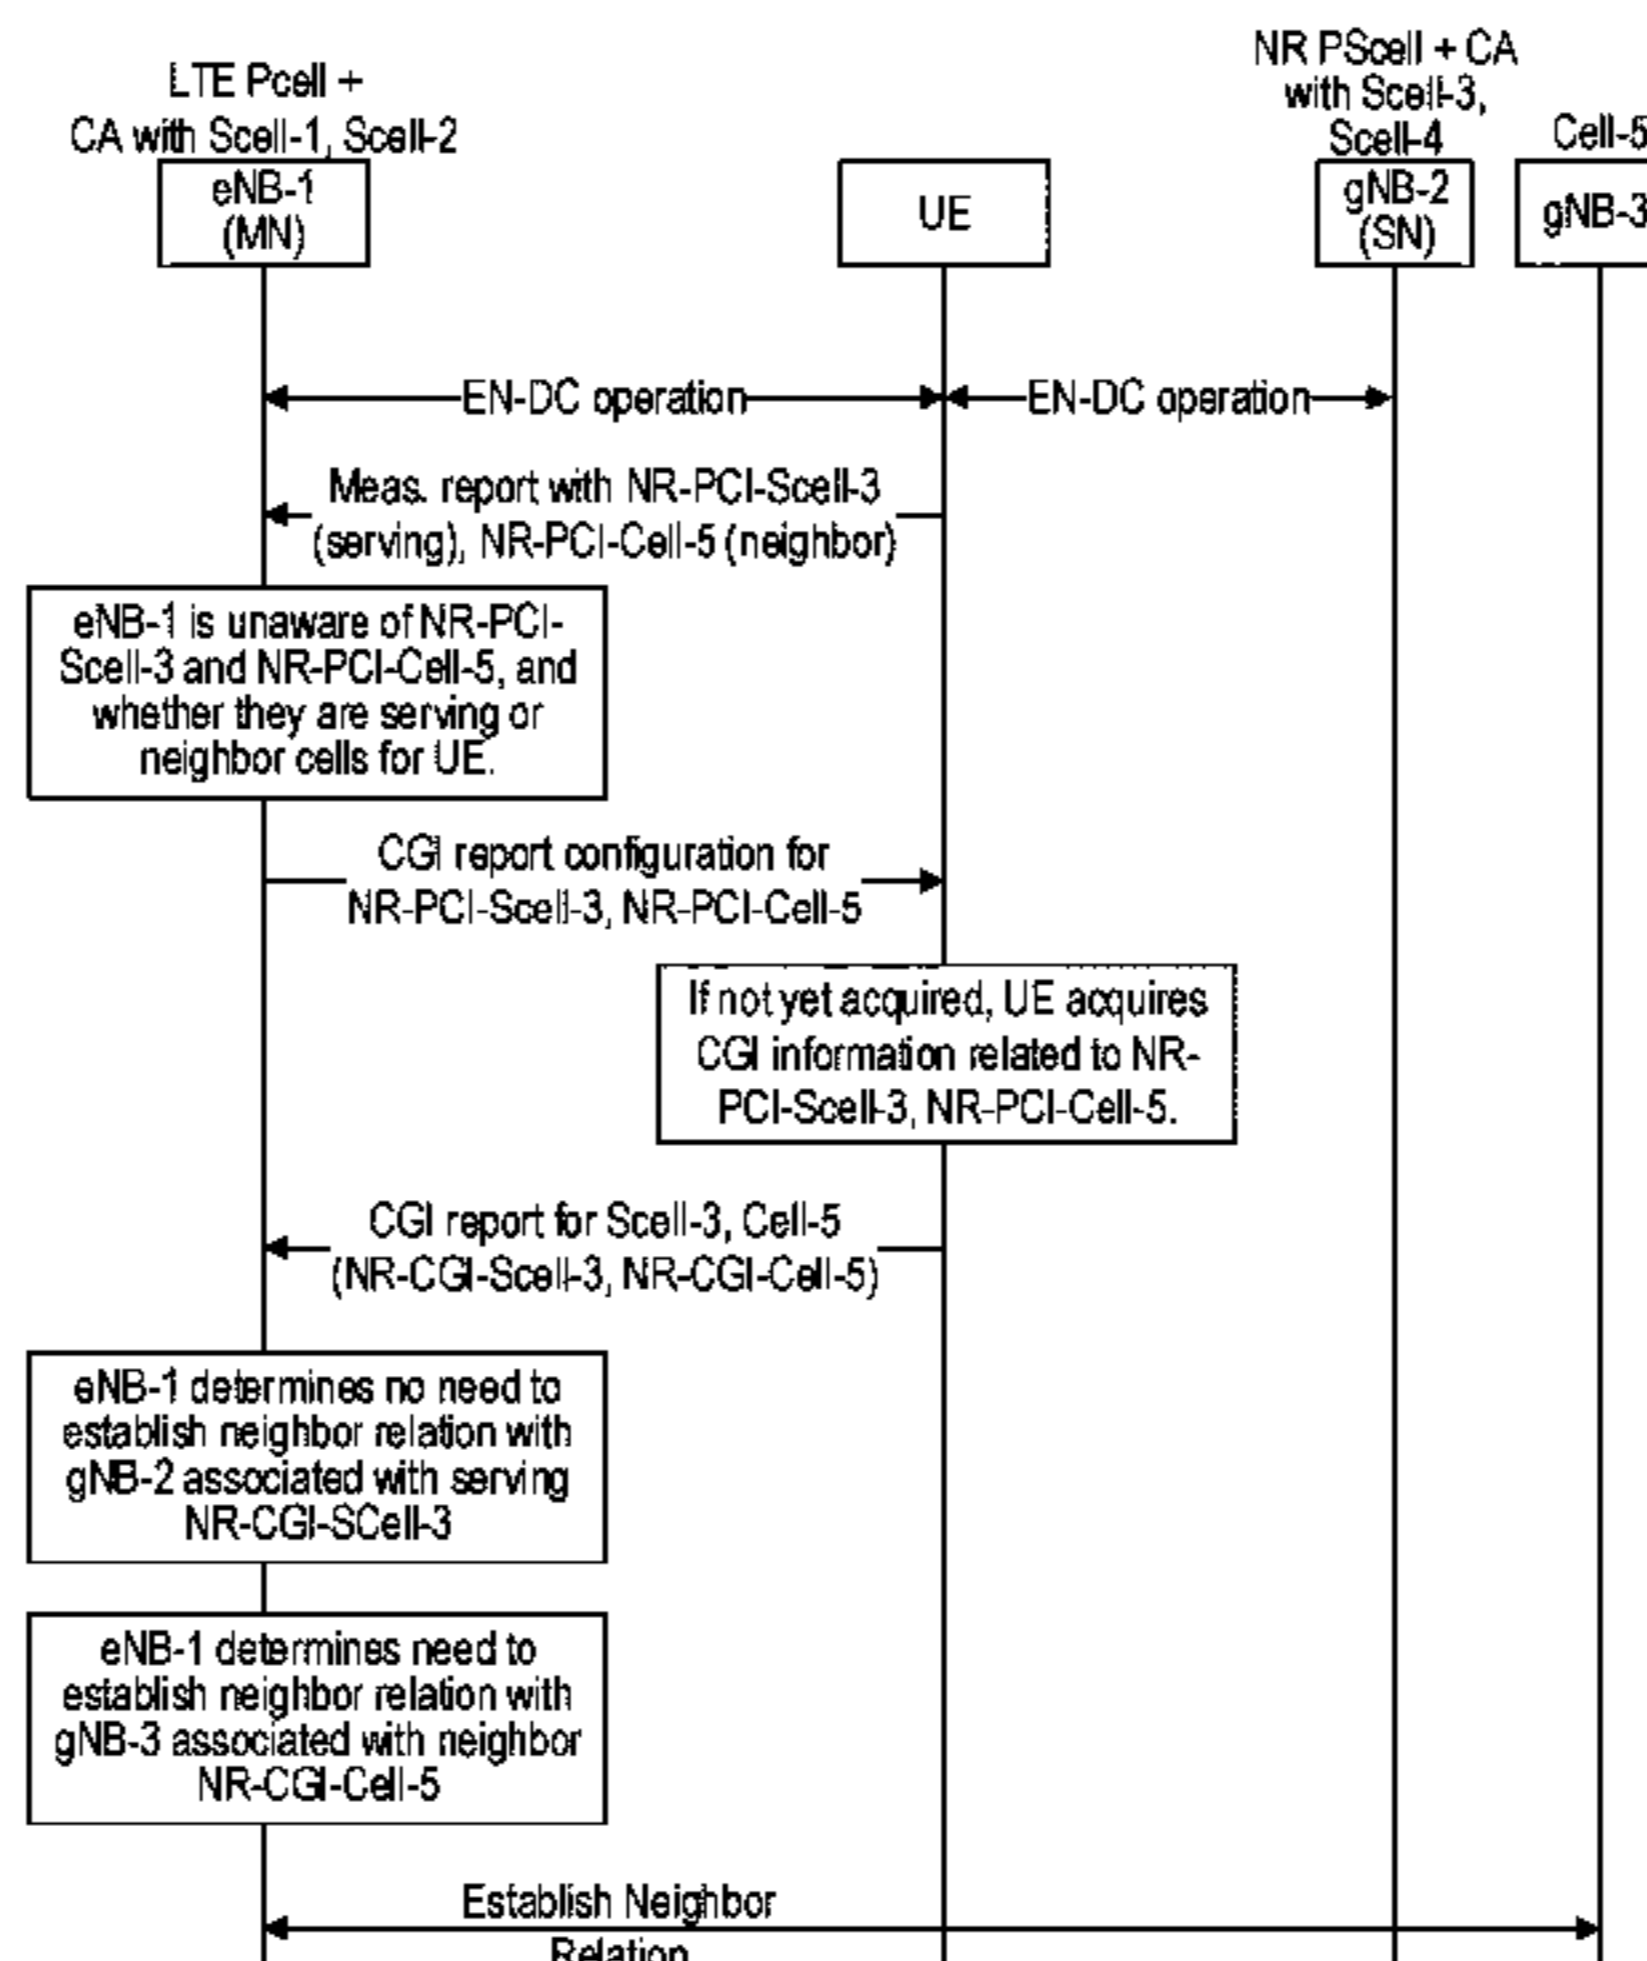 LTE Pcell +
CA with Scell-1, Scell-2
eNB-1
(MN)
UE
NR PScell + CA
with Scell-3,
Scell-4
gNB-2
(SN)
Cell-5
gNB-3
EN-DC operation
EN-DC operation
Meas. report with NR-PCI-Scell-3
(serving), NR-PCI-Cell-5 (neighbor)
eNB-1 is unaware of NR-PCI-
Scell-3 and NR-PCI-Cell-5, and
whether they are serving or
neighbor cells for UE.
CGI report configuration for
NR-PCI-Scell-3, NR-PCI-Cell-5
If not yet acquired, UE acquires
CGI information related to NR-
PCI-Scell-3, NR-PCI-Cell-5.
CGI report for Scell-3, Cell-5
(NR-CGI-Scell-3, NR-CGI-Cell-5)
eNB-1 determines no need to
establish neighbor relation with
gNB-2 associated with serving
NR-CGI-SCell-3
eNB-1 determines need to
establish neighbor relation with
gNB-3 associated with neighbor
NR-CGI-Cell-5
Establish Neighbor
Relation